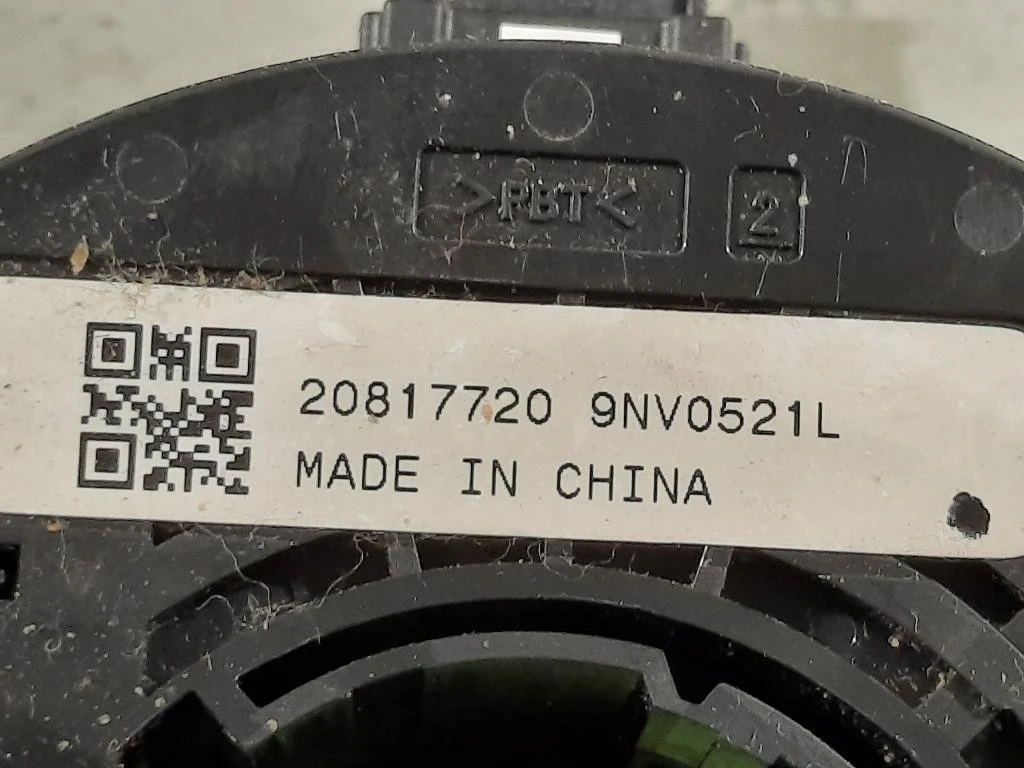 >PBT< 2
20817720 9NV0521L
MADE IN CHINA